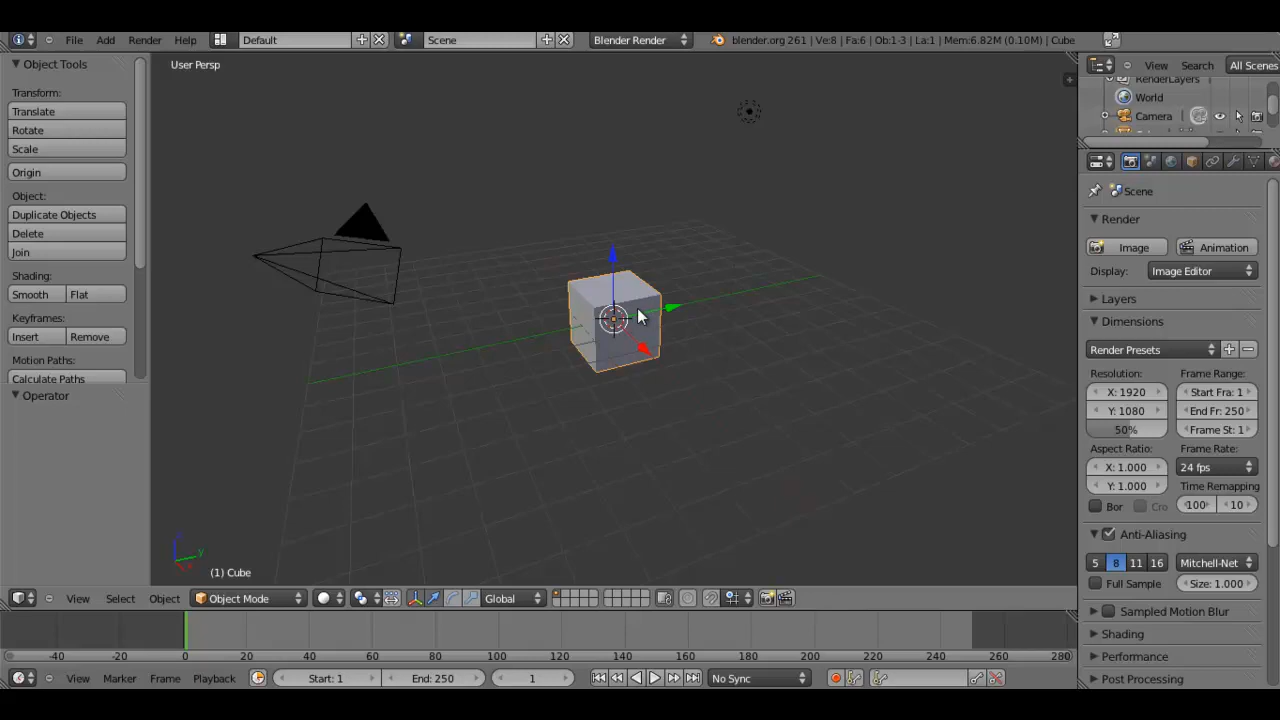 File Add Render Help Default Scene Blender Render blender.org 261 | Ve:8 | Fa:6 | Ob:1-3 | La:1 | Mem:6.82M (0.10M) | Cube
Object Tools
Transform:
Translate
Rotate
Scale
Origin
Object:
Duplicate Objects
Delete
Join
Shading:
Smooth Flat
Keyframes:
Insert Remove
Motion Paths:
Calculate Paths
Operator
User Persp
z
y
x
(1) Cube
View Select Object Object Mode Global
-40 -20 0 20 40 60 80 100 120 140 160 180 200 220 240 260 280
View Marker Frame Playback Start: 1 End: 250 1 No Sync
View Search All Scenes
RenderLayers
World
Camera
Scene
Render
Image Animation
Display: Image Editor
Layers
Dimensions
Render Presets
Resolution: Frame Range:
X: 1920 Start Fra: 1
Y: 1080 End Fr: 250
50% Frame St: 1
Aspect Ratio: Frame Rate:
X: 1.000 24 fps
Y: 1.000 Time Remapping
Bor Cro 100 10
Anti-Aliasing
5 8 11 16 Mitchell-Net
Full Sample Size: 1.000
Sampled Motion Blur
Shading
Performance
Post Processing